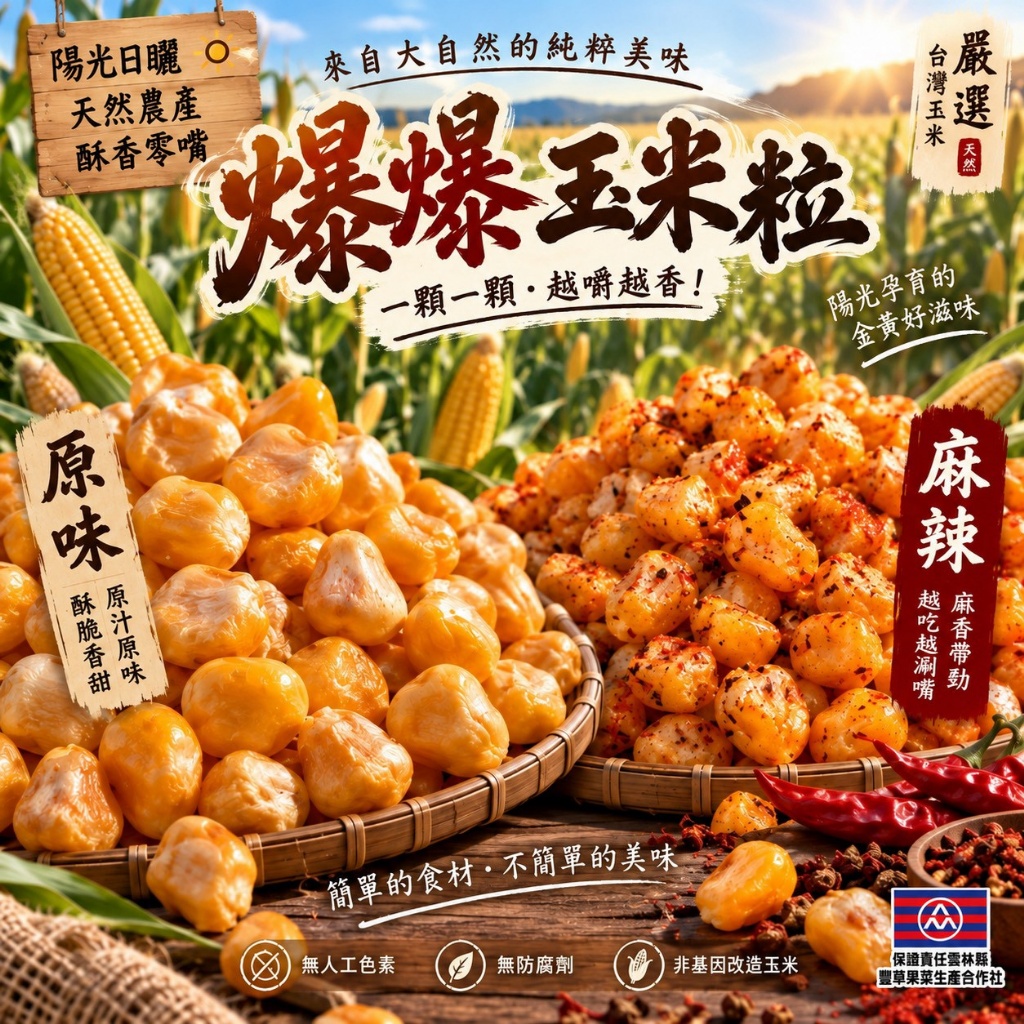 陽光日曬
天然農產
酥香零嘴
來自大自然的純粹美味
嚴選
台灣玉米
天然
爆爆玉米粒
一顆一顆·越嚼越香!
陽光孕育的
金黃好滋味
原味
原汁原味
酥脆香甜
麻辣
麻香帶勁
越吃越涮嘴
簡單的食材·不簡單的美味
無人工色素
無防腐劑
非基因改造玉米
保證責任雲林縣
豐草果菜生產合作社